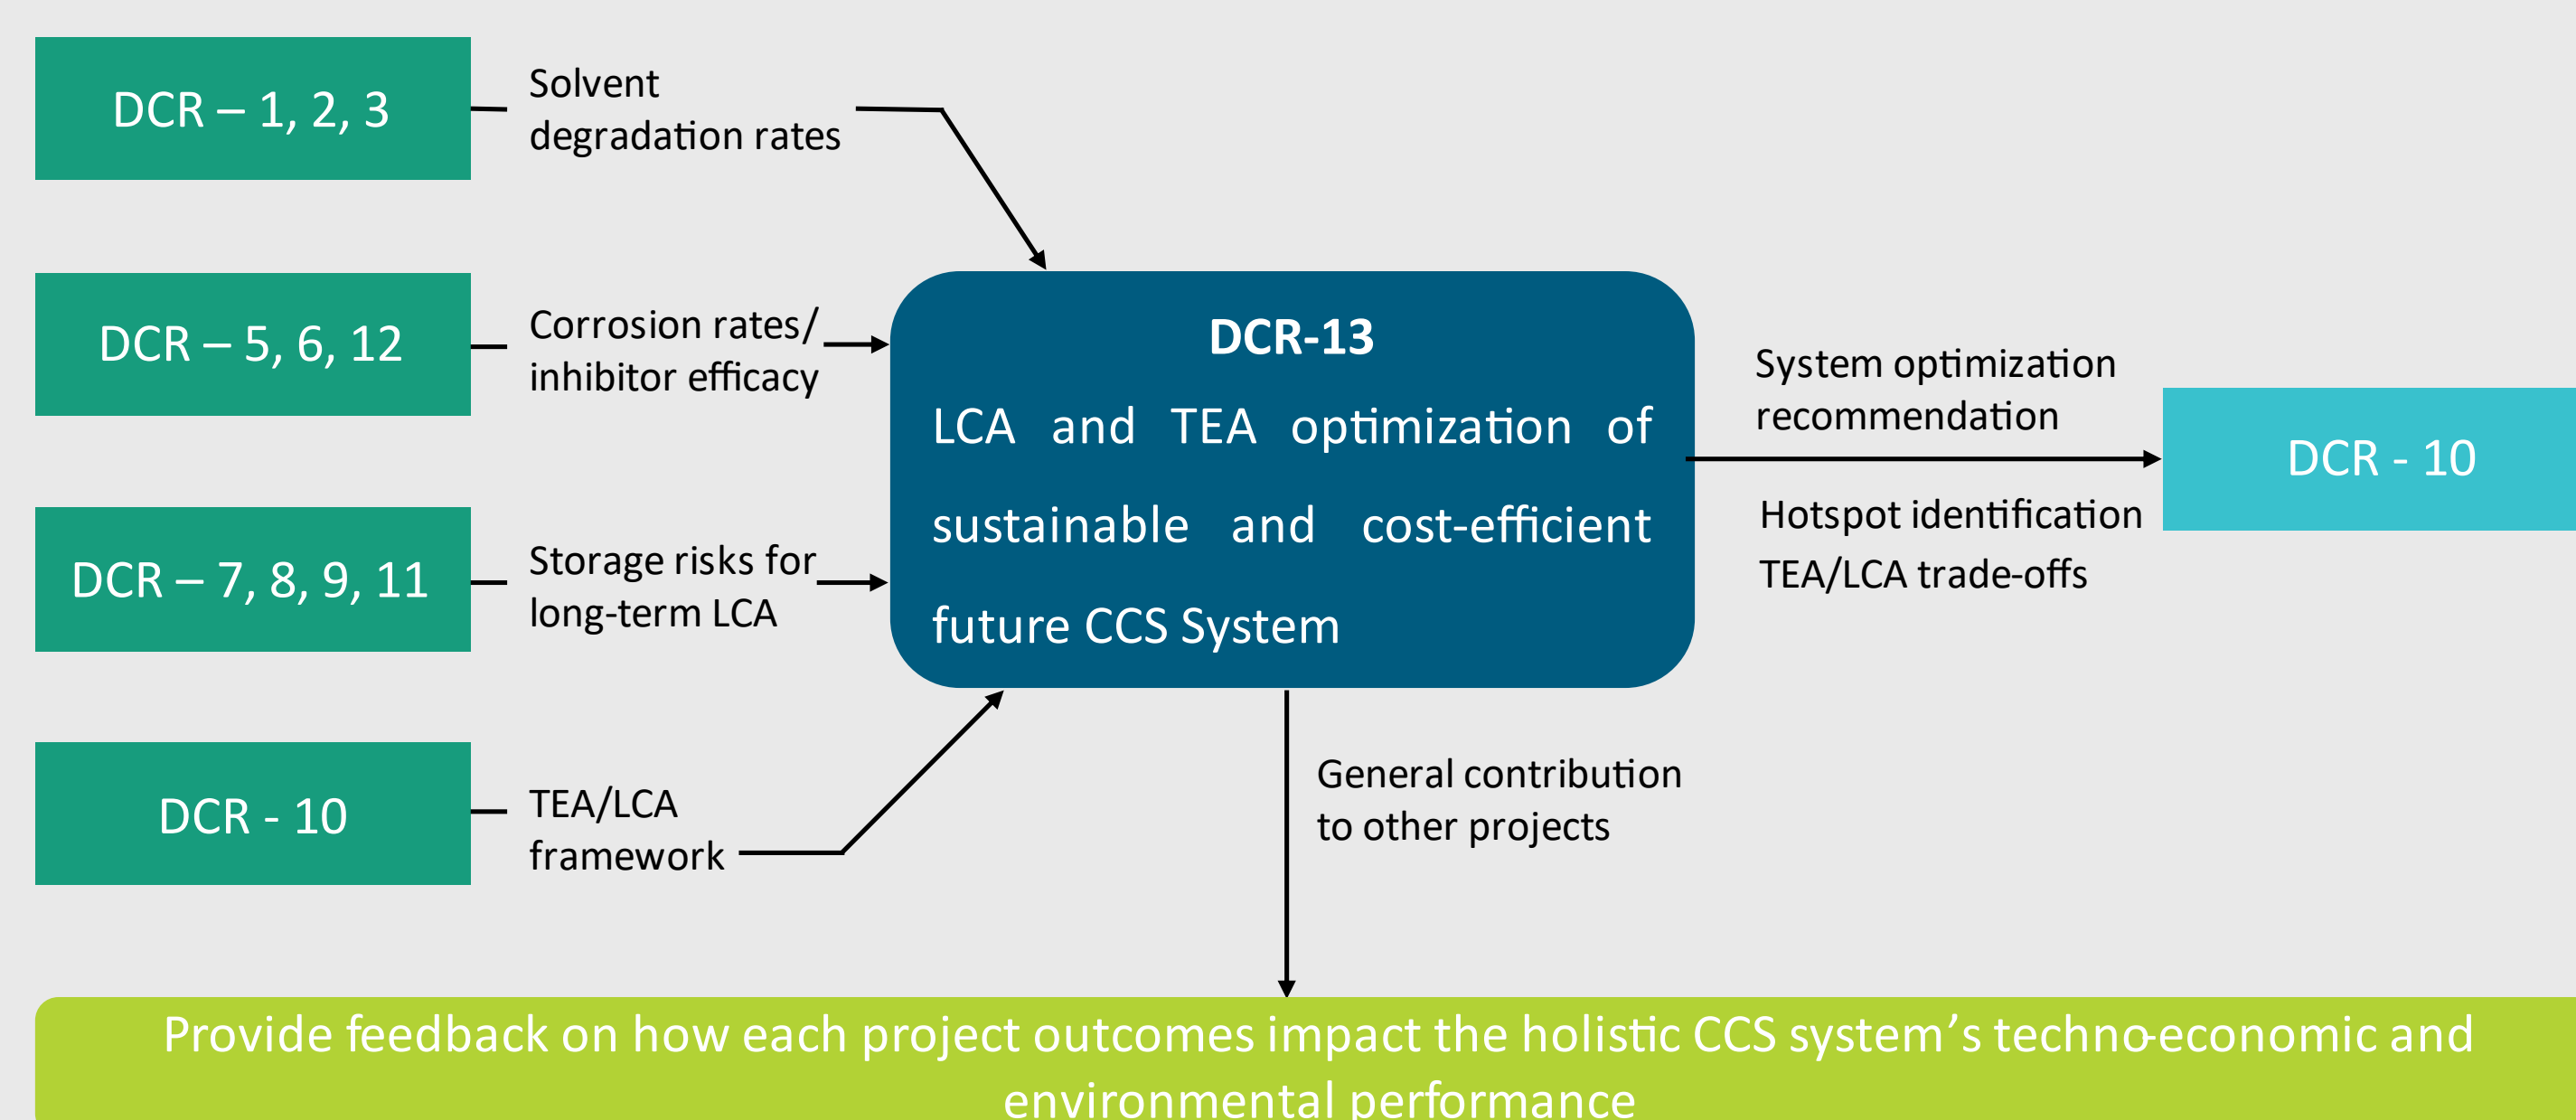 DCR – 1, 2, 3
Solvent
degradation rates
DCR – 5, 6, 12
Corrosion rates/
inhibitor efficacy
DCR – 7, 8, 9, 11
Storage risks for
long-term LCA
DCR - 10
TEA/LCA
framework
DCR-13
LCA and TEA optimization of
sustainable and cost-efficient
future CCS System
System optimization
recommendation
Hotspot identification
TEA/LCA trade-offs
DCR - 10
General contribution
to other projects
Provide feedback on how each project outcomes impact the holistic CCS system’s techno-economic and
environmental performance